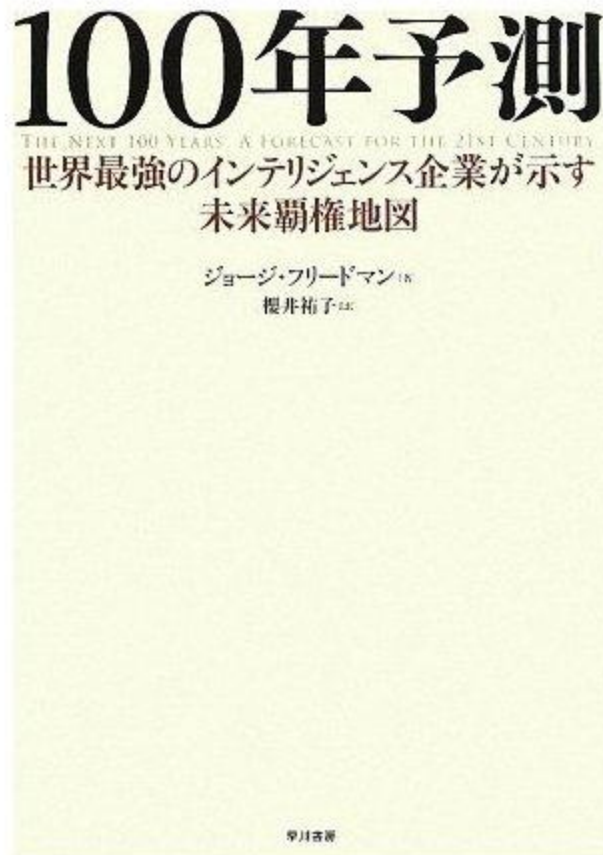 100年予測
THE NEXT 100 YEARS: A FORECAST FOR THE 21ST CENTURY
世界最強のインテリジェンス企業が示す
未来覇権地図
ジョージ・フリードマン 著
櫻井祐子 訳
早川書房